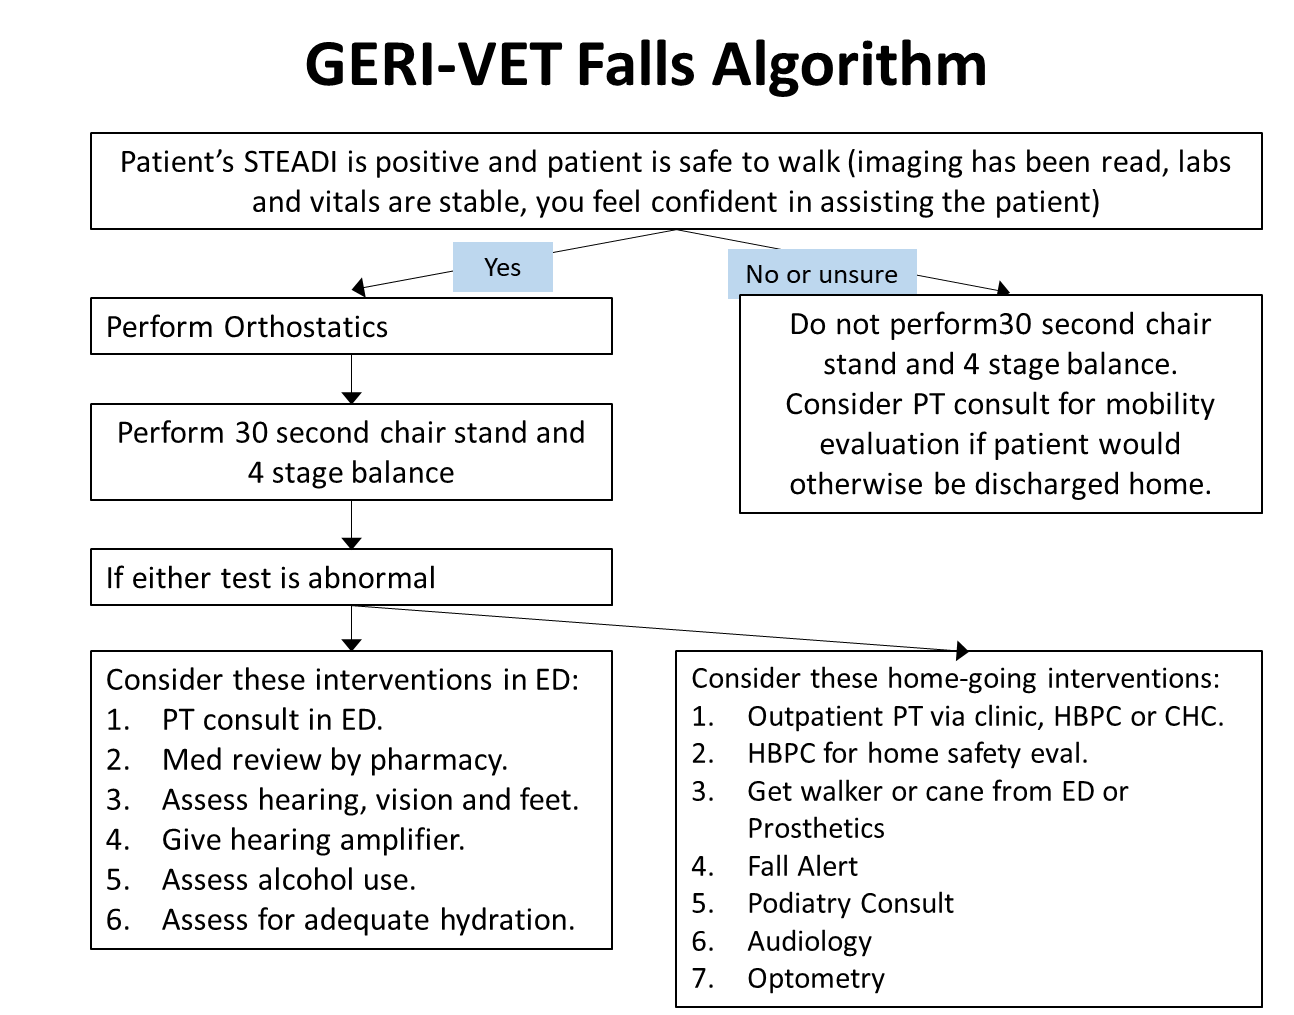 GERI-VET Falls Algorithm
Patient’s STEADI is positive and patient is safe to walk (imaging has been read, labs
and vitals are stable, you feel confident in assisting the patient)
Yes
No or unsure
Perform Orthostatics
Do not perform30 second chair
stand and 4 stage balance.
Consider PT consult for mobility
evaluation if patient would
otherwise be discharged home.
Perform 30 second chair stand and
4 stage balance
If either test is abnormal
Consider these interventions in ED:
1. PT consult in ED.
2. Med review by pharmacy.
3. Assess hearing, vision and feet.
4. Give hearing amplifier.
5. Assess alcohol use.
6. Assess for adequate hydration.
Consider these home-going interventions:
1. Outpatient PT via clinic, HBPC or CHC.
2. HBPC for home safety eval.
3. Get walker or cane from ED or
Prosthetics
4. Fall Alert
5. Podiatry Consult
6. Audiology
7. Optometry